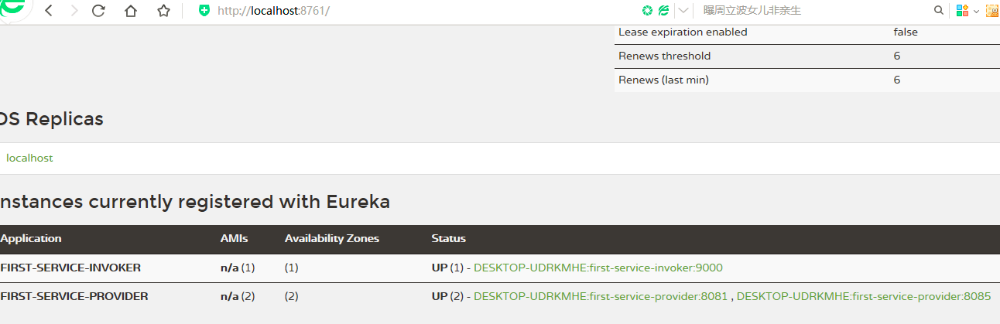 http://localhost:8761/ 曝周立波女儿非亲生
Lease expiration enabled false
Renews threshold 6
Renews (last min) 6
DS Replicas
localhost
nstances currently registered with Eureka
Application AMIs Availability Zones Status
FIRST-SERVICE-INVOKER n/a (1) (1) UP (1) - DESKTOP-UDRKMHE:first-service-invoker:9000
FIRST-SERVICE-PROVIDER n/a (2) (2) UP (2) - DESKTOP-UDRKMHE:first-service-provider:8081 , DESKTOP-UDRKMHE:first-service-provider:8085